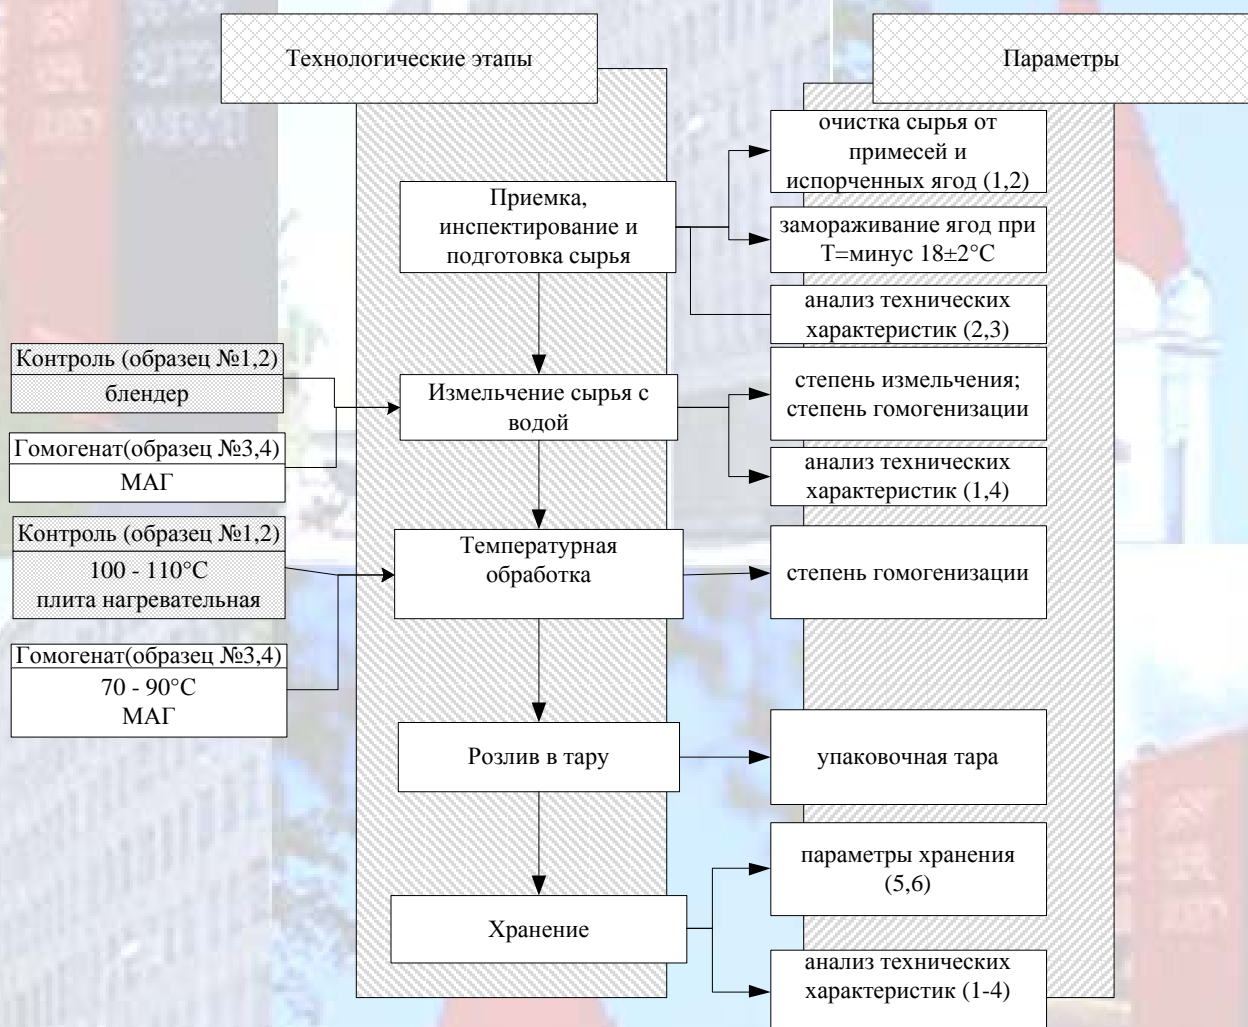 Технологические этапы
Параметры
Приемка,
инспектирование и
подготовка сырья
очистка сырья от
примесей и
испорченных ягод (1,2)
замораживание ягод при
Т=минус 18±2°С
анализ технических
характеристик (2,3)
Контроль (образец №1,2)
блендер
Гомогенат(образец №3,4)
МАГ
Измельчение сырья с
водой
степень измельчения;
степень гомогенизации
анализ технических
характеристик (1,4)
Контроль (образец №1,2)
100 - 110°С
плита нагревательная
Гомогенат(образец №3,4)
70 - 90°С
МАГ
Температурная
обработка
степень гомогенизации
Розлив в тару
упаковочная тара
Хранение
параметры хранения
(5,6)
анализ технических
характеристик (1-4)